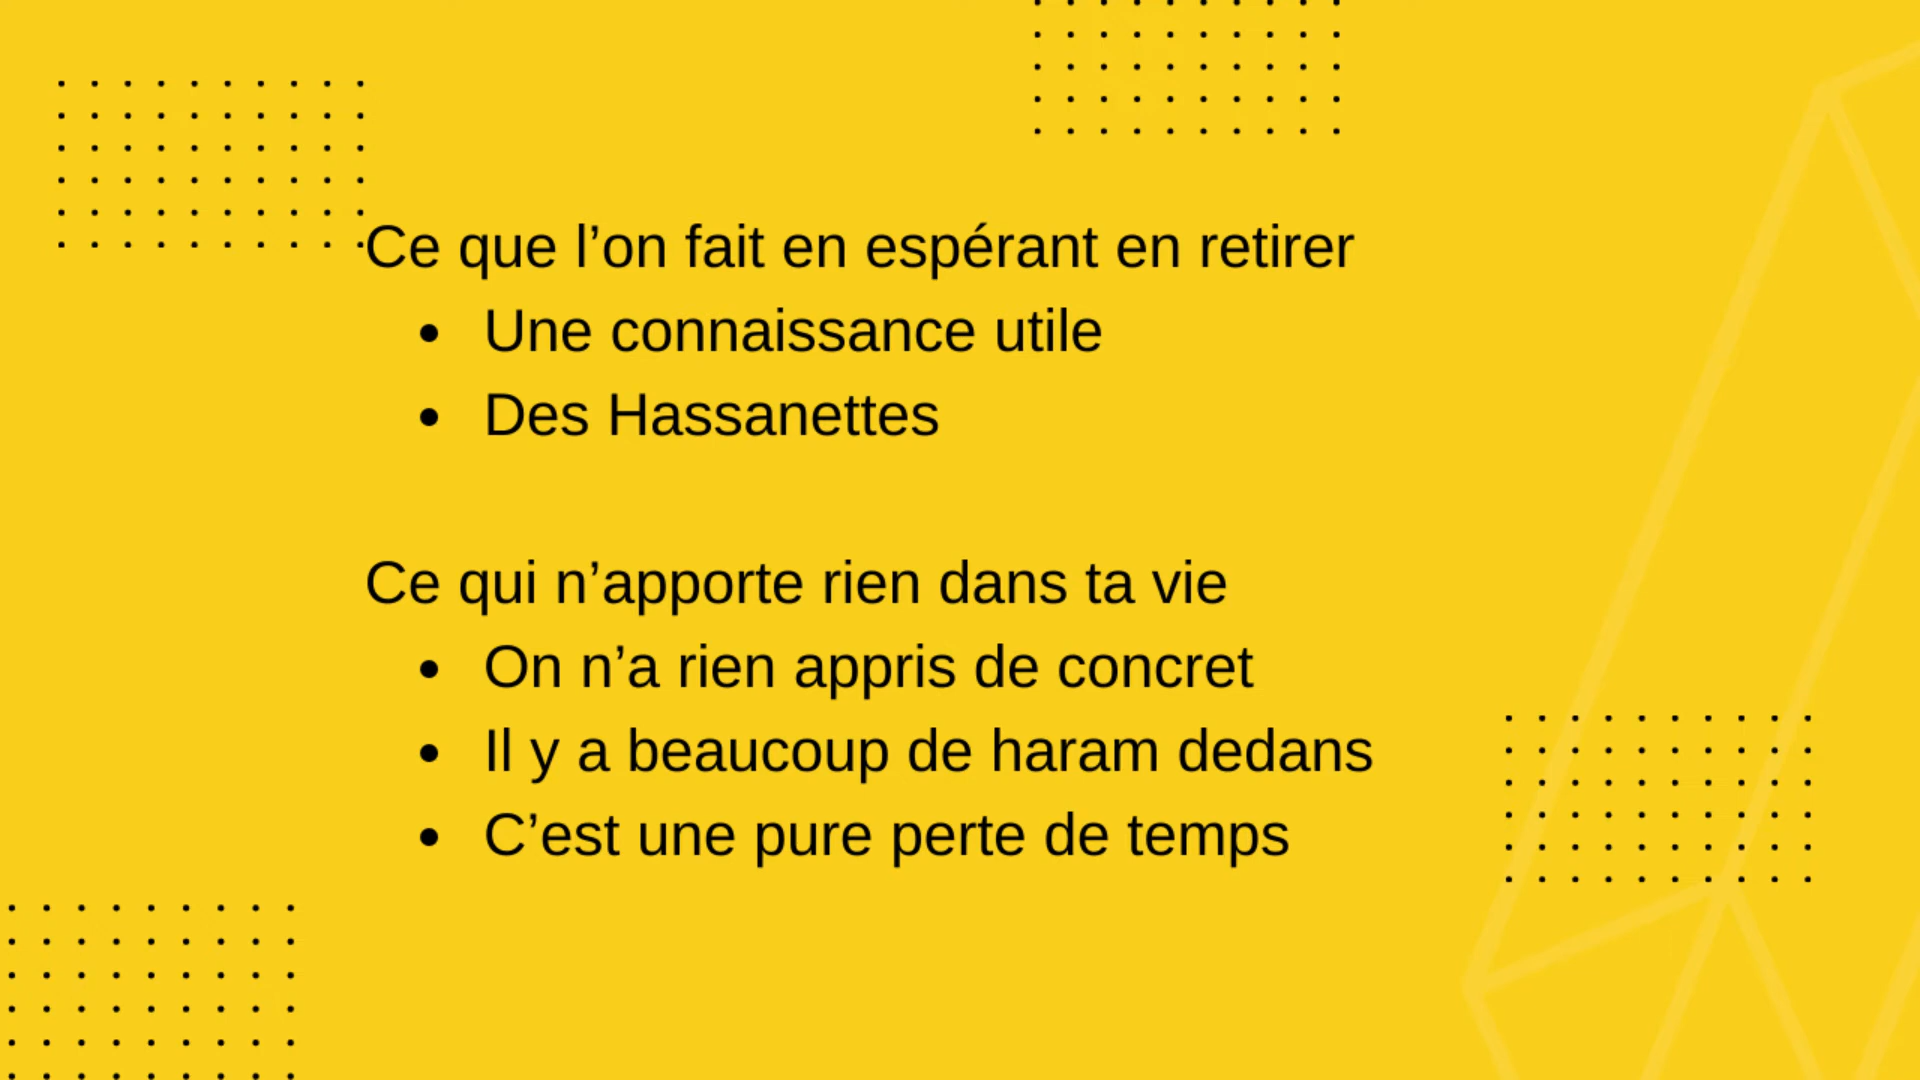 Ce que l’on fait en espérant en retirer
• Une connaissance utile
• Des Hassanettes
Ce qui n’apporte rien dans ta vie
• On n’a rien appris de concret
• Il y a beaucoup de haram dedans
• C’est une pure perte de temps